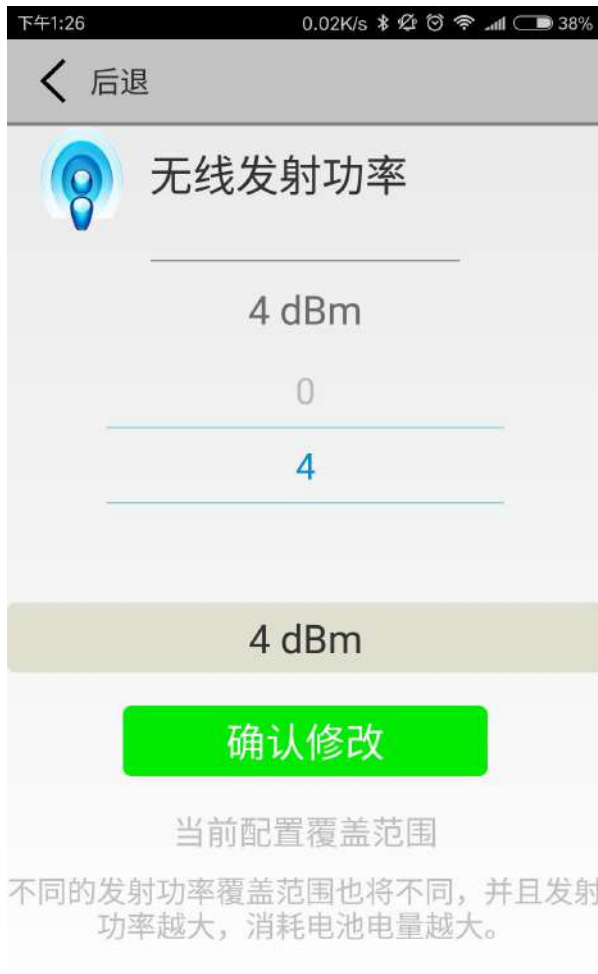 下午1:26 0.02K/s 38%
后退
无线发射功率
4 dBm
0
4
4 dBm
确认修改
当前配置覆盖范围
不同的发射功率覆盖范围也将不同，并且发射
功率越大，消耗电池电量越大。